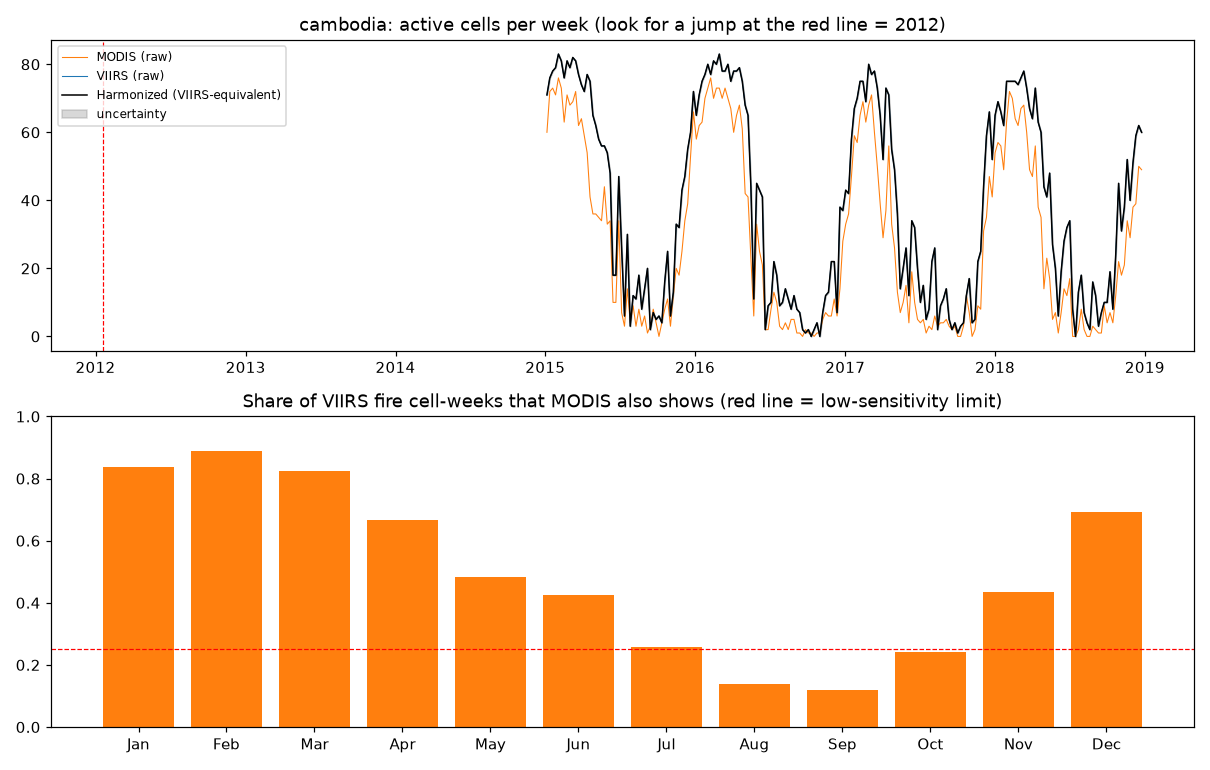 cambodia: active cells per week (look for a jump at the red line = 2012)
MODIS (raw)
VIIRS (raw)
Harmonized (VIIRS-equivalent)
uncertainty
80
60
40
20
0
2012 2013 2014 2015 2016 2017 2018 2019
Share of VIIRS fire cell-weeks that MODIS also shows (red line = low-sensitivity limit)
1.0
0.8
0.6
0.4
0.2
0.0
Jan Feb Mar Apr May Jun Jul Aug Sep Oct Nov Dec